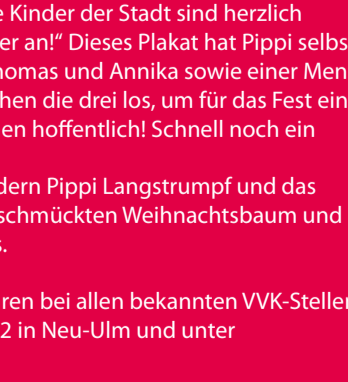 e Kinder der Stadt sind herzlich
er an!“ Dieses Plakat hat Pippi selbs
homas und Annika sowie einer Men
hen die drei los, um für das Fest ein
en hoffentlich! Schnell noch ein
dern Pippi Langstrumpf und das
schmückten Weihnachtsbaum und
s.
ren bei allen bekannten VVK-Stellen
2 in Neu-Ulm und unter